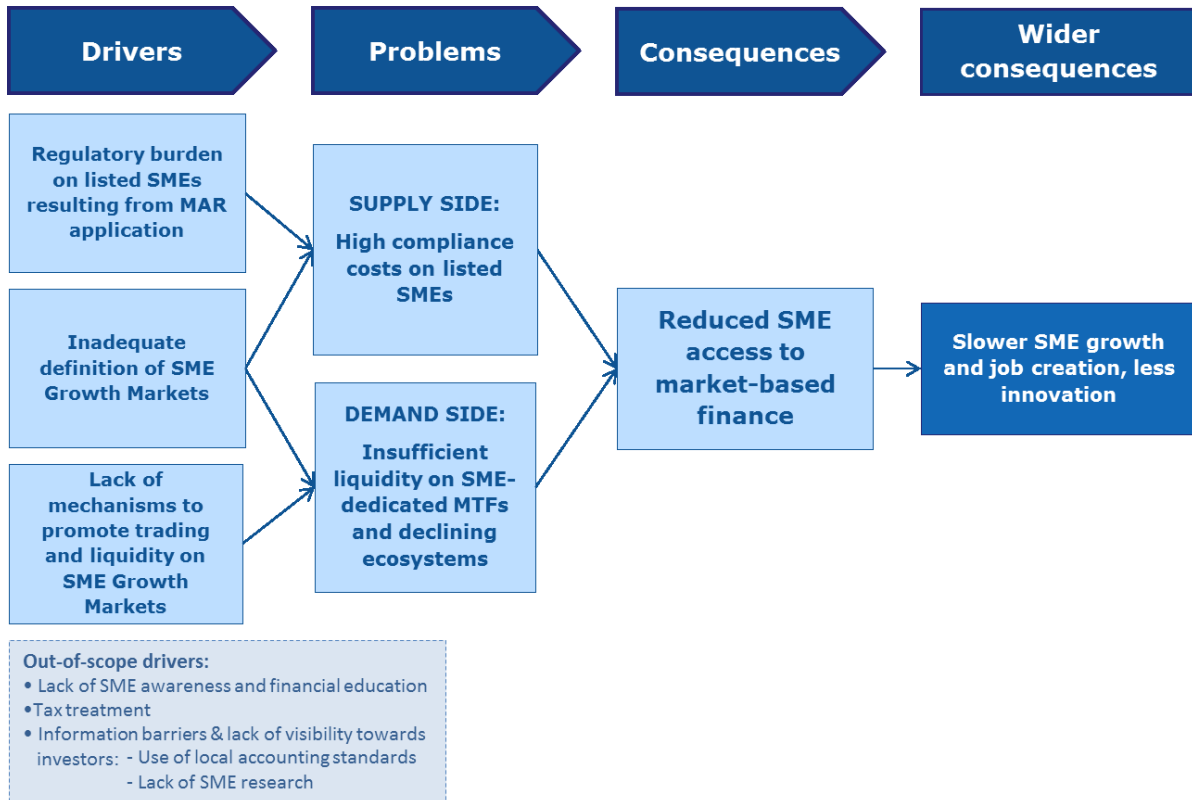 Drivers
Problems
Consequences
Wider
consequences
Regulatory burden
on listed SMEs
resulting from MAR
application
Inadequate
definition of SME
Growth Markets
Lack of
mechanisms to
promote trading
and liquidity on
SME Growth
Markets
SUPPLY SIDE:
High compliance
costs on listed
SMEs
DEMAND SIDE:
Insufficient
liquidity on SME-
dedicated MTFs
and declining
ecosystems
Reduced SME
access to
market-based
finance
Slower SME growth
and job creation, less
innovation
Out-of-scope drivers:
• Lack of SME awareness and financial education
•Tax treatment
• Information barriers & lack of visibility towards
investors: - Use of local accounting standards
- Lack of SME research